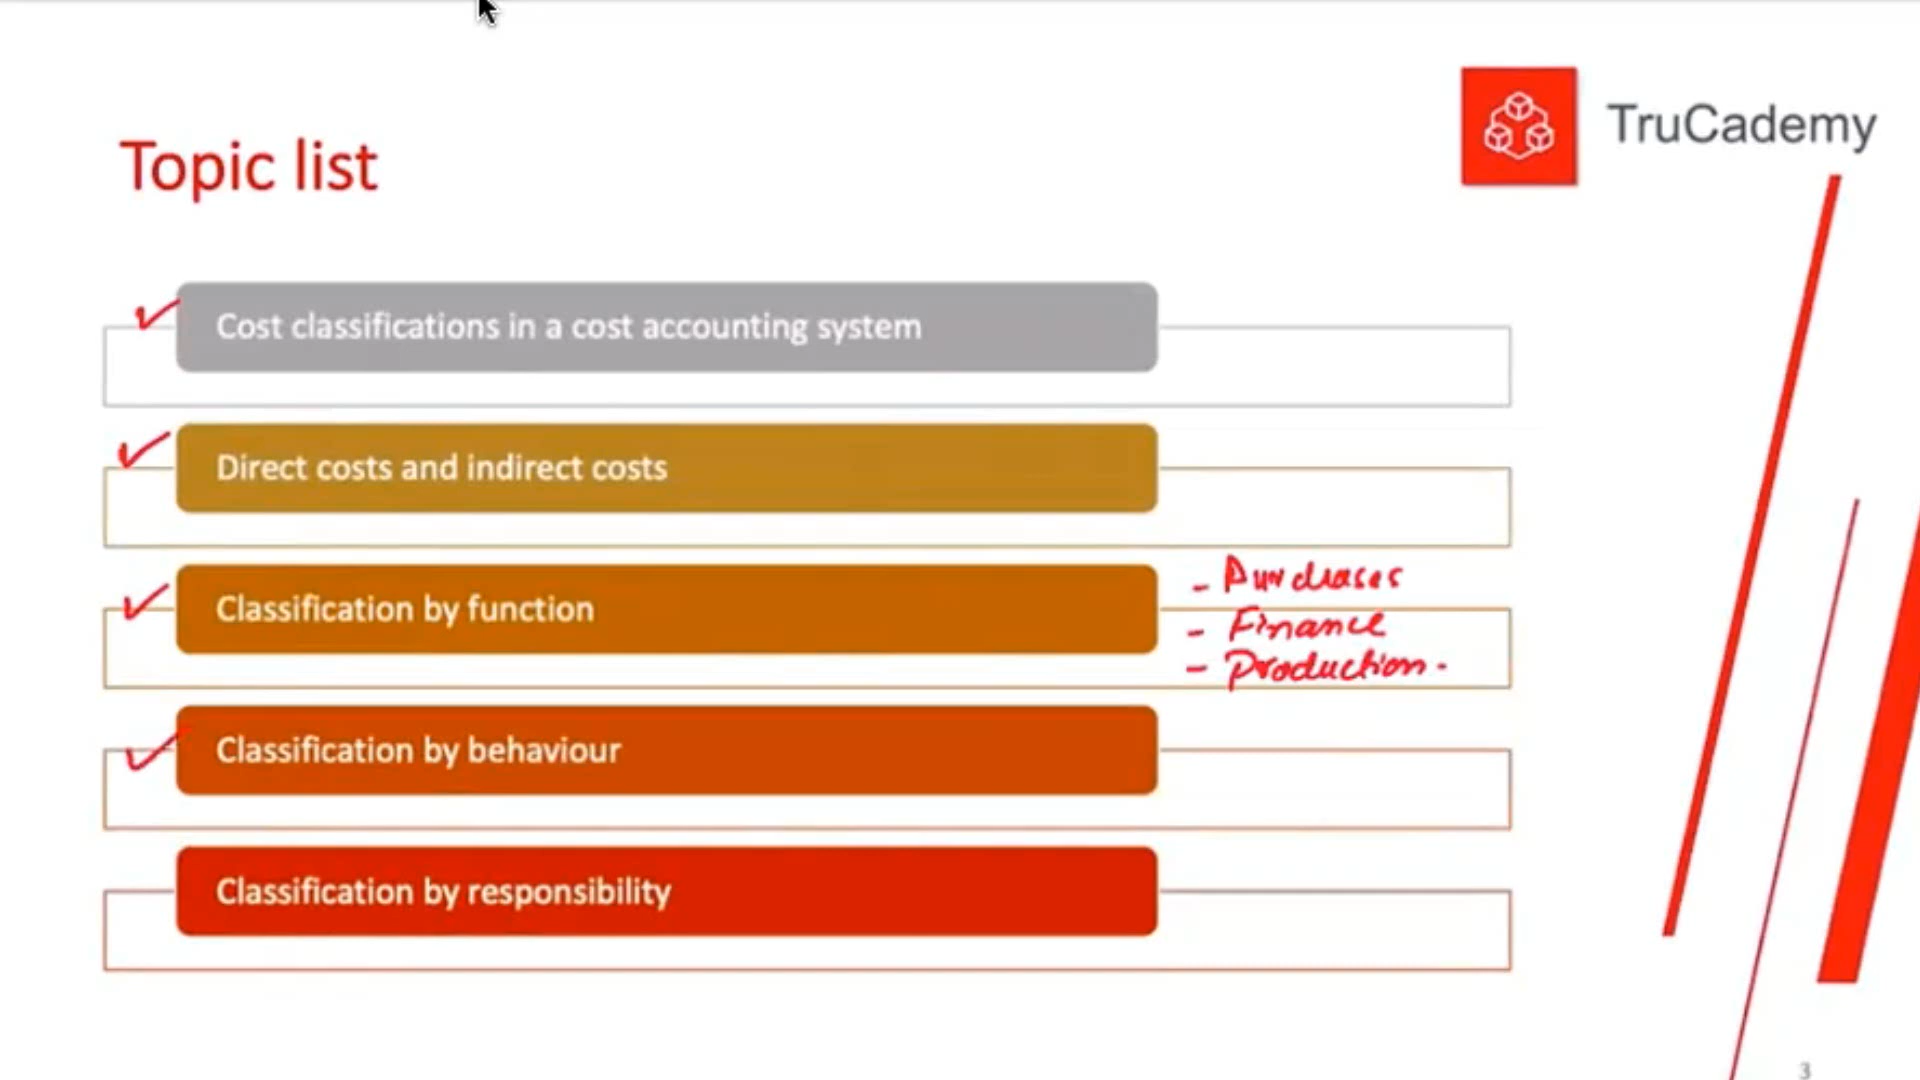 TruCademy
Topic list
Cost classifications in a cost accounting system
Direct costs and indirect costs
Classification by function
- Purchases
- Finance
- Production.
Classification by behaviour
Classification by responsibility
3